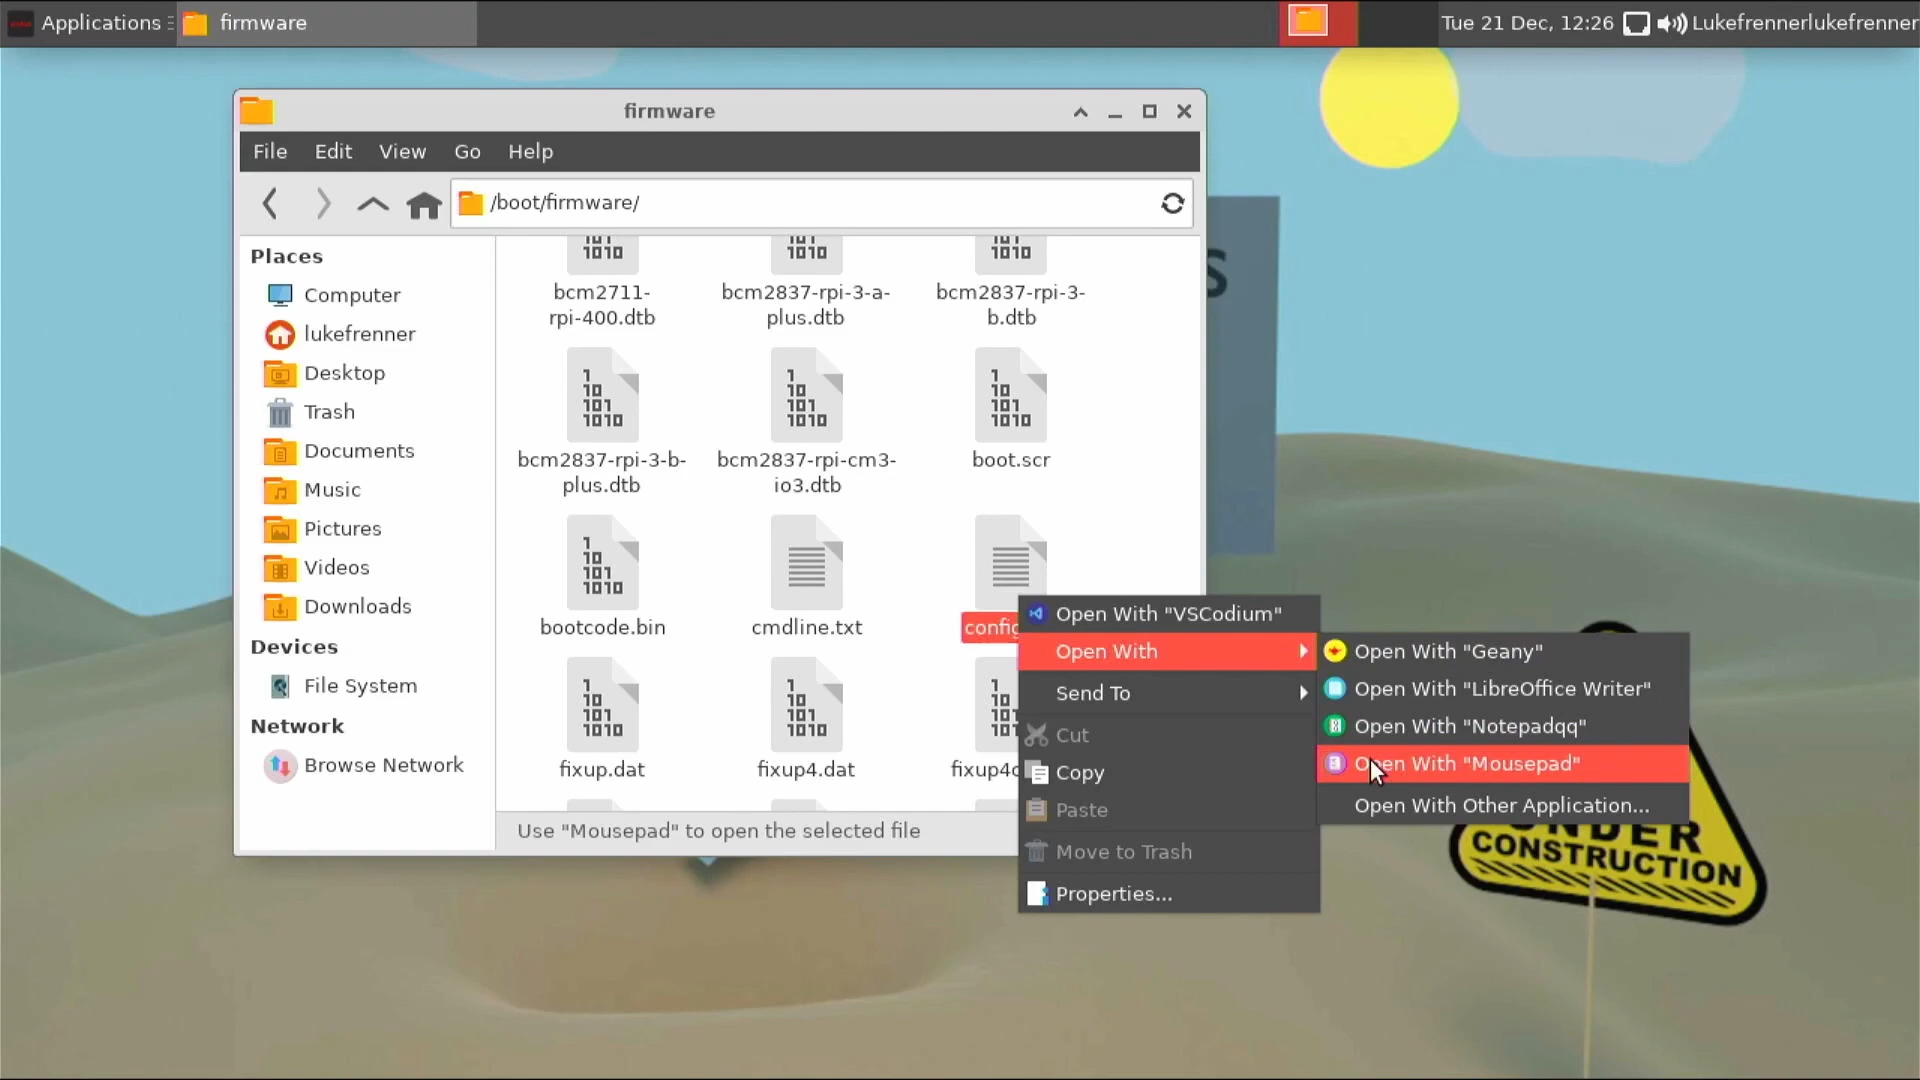 Applications
firmware
Tue 21 Dec, 12:26
Lukefrennerlukefrenner
firmware
File Edit View Go Help
/boot/firmware/
Places
Computer
lukefrenner
Desktop
Trash
Documents
Music
Pictures
Videos
Downloads
Devices
File System
Network
Browse Network
bcm2711-
rpi-400.dtb
bcm2837-rpi-3-a-
plus.dtb
bcm2837-rpi-3-
b.dtb
bcm2837-rpi-3-b-
plus.dtb
bcm2837-rpi-cm3-
io3.dtb
boot.scr
bootcode.bin
cmdline.txt
config
fixup.dat
fixup4.dat
fixup4c
Use "Mousepad" to open the selected file
Open With "VSCodium"
Open With
Send To
Cut
Copy
Paste
Move to Trash
Properties...
Open With "Geany"
Open With "LibreOffice Writer"
Open With "Notepadqq"
Open With "Mousepad"
Open With Other Application...
UNDER
CONSTRUCTION